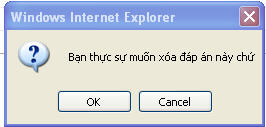 Windows Internet Explorer
Bạn thực sự muốn xóa đáp án này chứ
OK
Cancel